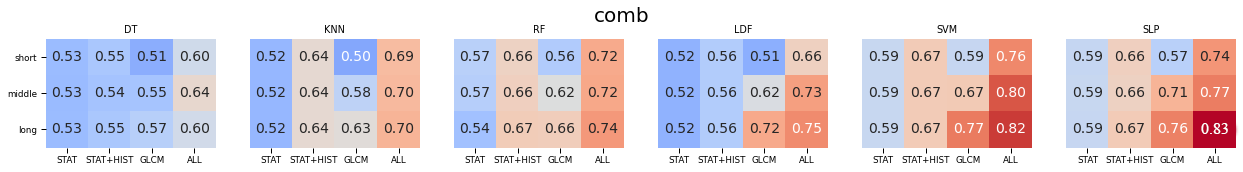 comb
DT KNN RF LDF SVM SLP
short 0.53 0.55 0.51 0.60 0.52 0.64 0.50 0.69 0.57 0.66 0.56 0.72 0.52 0.56 0.51 0.66 0.59 0.67 0.59 0.76 0.59 0.66 0.57 0.74
middle 0.53 0.54 0.55 0.64 0.52 0.64 0.58 0.70 0.57 0.66 0.62 0.72 0.52 0.56 0.62 0.73 0.59 0.67 0.67 0.80 0.59 0.66 0.71 0.77
long 0.53 0.55 0.57 0.60 0.52 0.64 0.63 0.70 0.54 0.67 0.66 0.74 0.52 0.56 0.72 0.75 0.59 0.67 0.77 0.82 0.59 0.67 0.76 0.83
STAT STAT+HIST GLCM ALL STAT STAT+HIST GLCM ALL STAT STAT+HIST GLCM ALL STAT STAT+HIST GLCM ALL STAT STAT+HIST GLCM ALL STAT STAT+HIST GLCM ALL